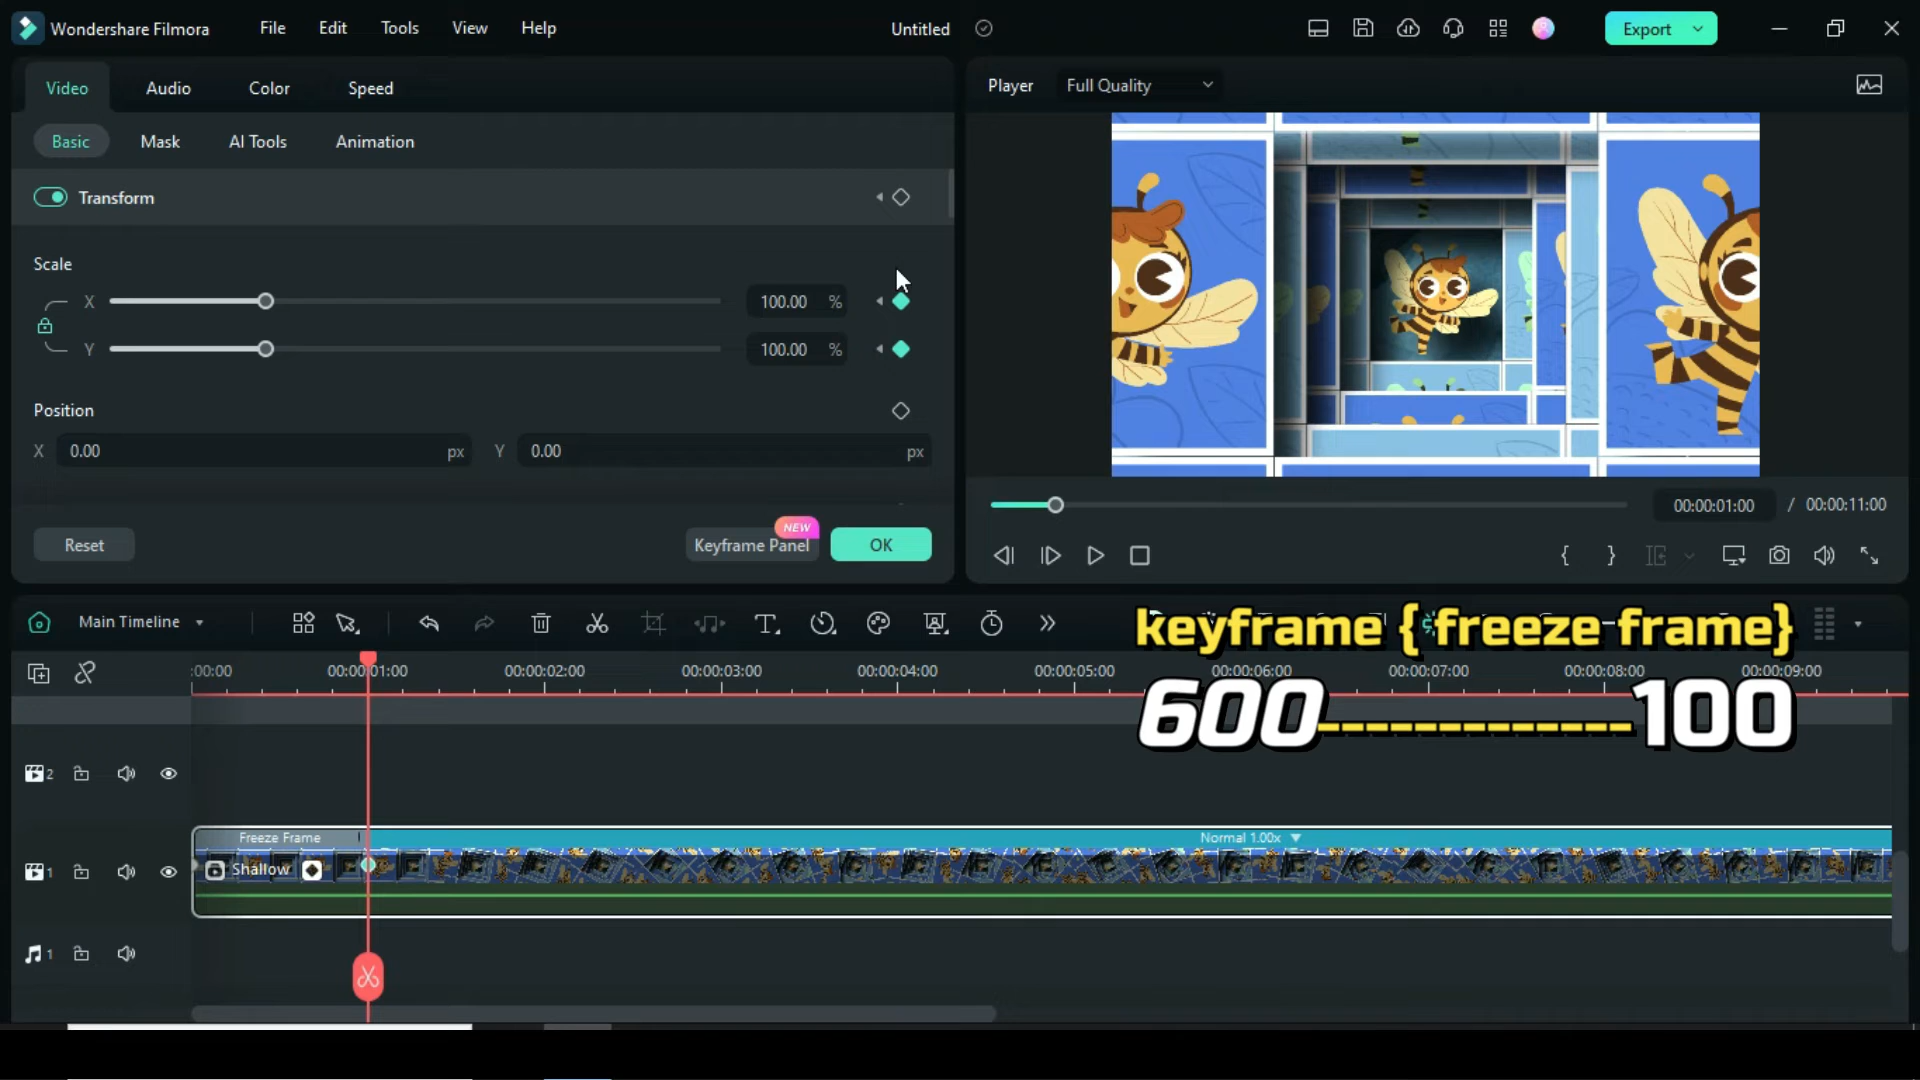 Wondershare Filmora
File
Edit
Tools
View
Help
Untitled
Export
Video
Audio
Color
Speed
Player
Full Quality
Basic
Mask
AI Tools
Animation
Transform
Scale
X
100.00 %
Y
100.00 %
Position
X 0.00 px
Y 0.00 px
00:00:01:00 / 00:00:11:00
Reset
Keyframe Panel
NEW
OK
Main Timeline
keyframe { freeze frame}
:00:00
00:00:01:00
00:00:02:00
00:00:03:00
00:00:04:00
00:00:05:00
00:00:06:00
00:00:07:00
00:00:08:00
00:00:09:00
600-------------100
2
Freeze Frame
Normal 1.00x
Shallow
1
1